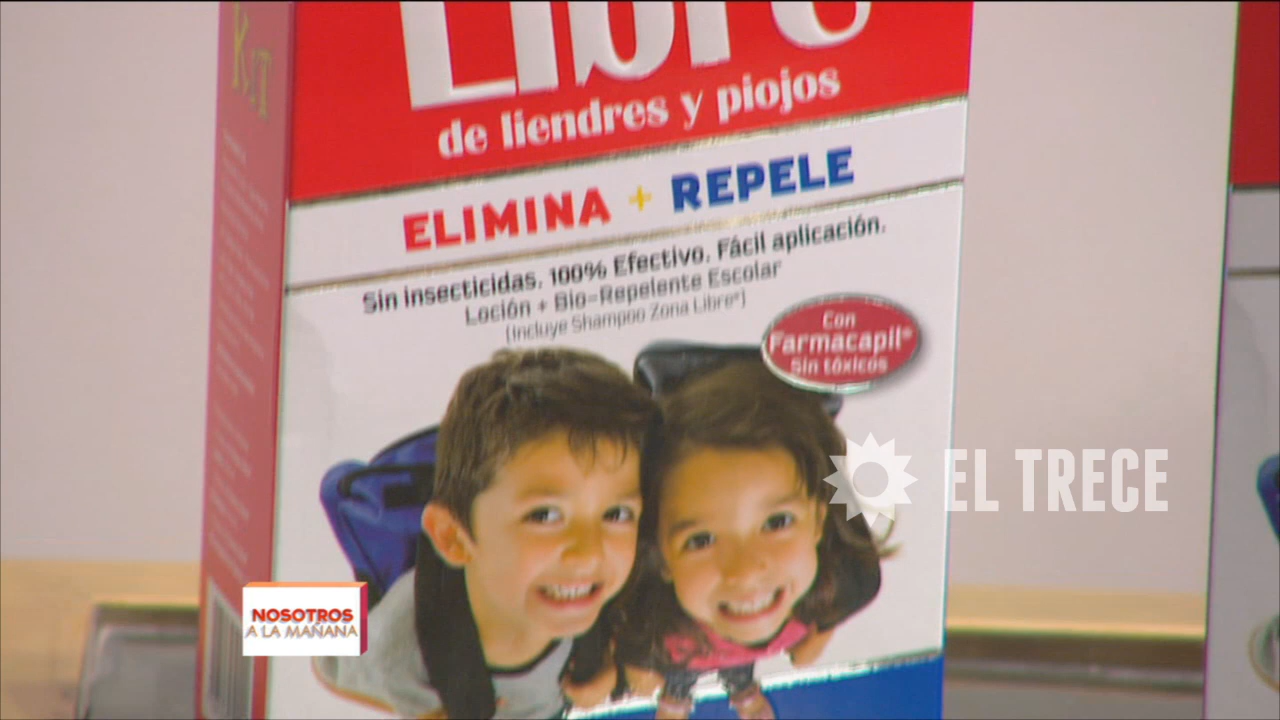 KIT
Libre
de liendres y piojos
ELIMINA + REPELE
Sin insecticidas. 100% Efectivo. Fácil aplicación.
Loción + Bio-Repelente Escolar
(Incluye Shampoo Zona Libre®)
Con
Farmacapil®
Sin tóxicos
EL TRECE
NOSOTROS
A LA MAÑANA